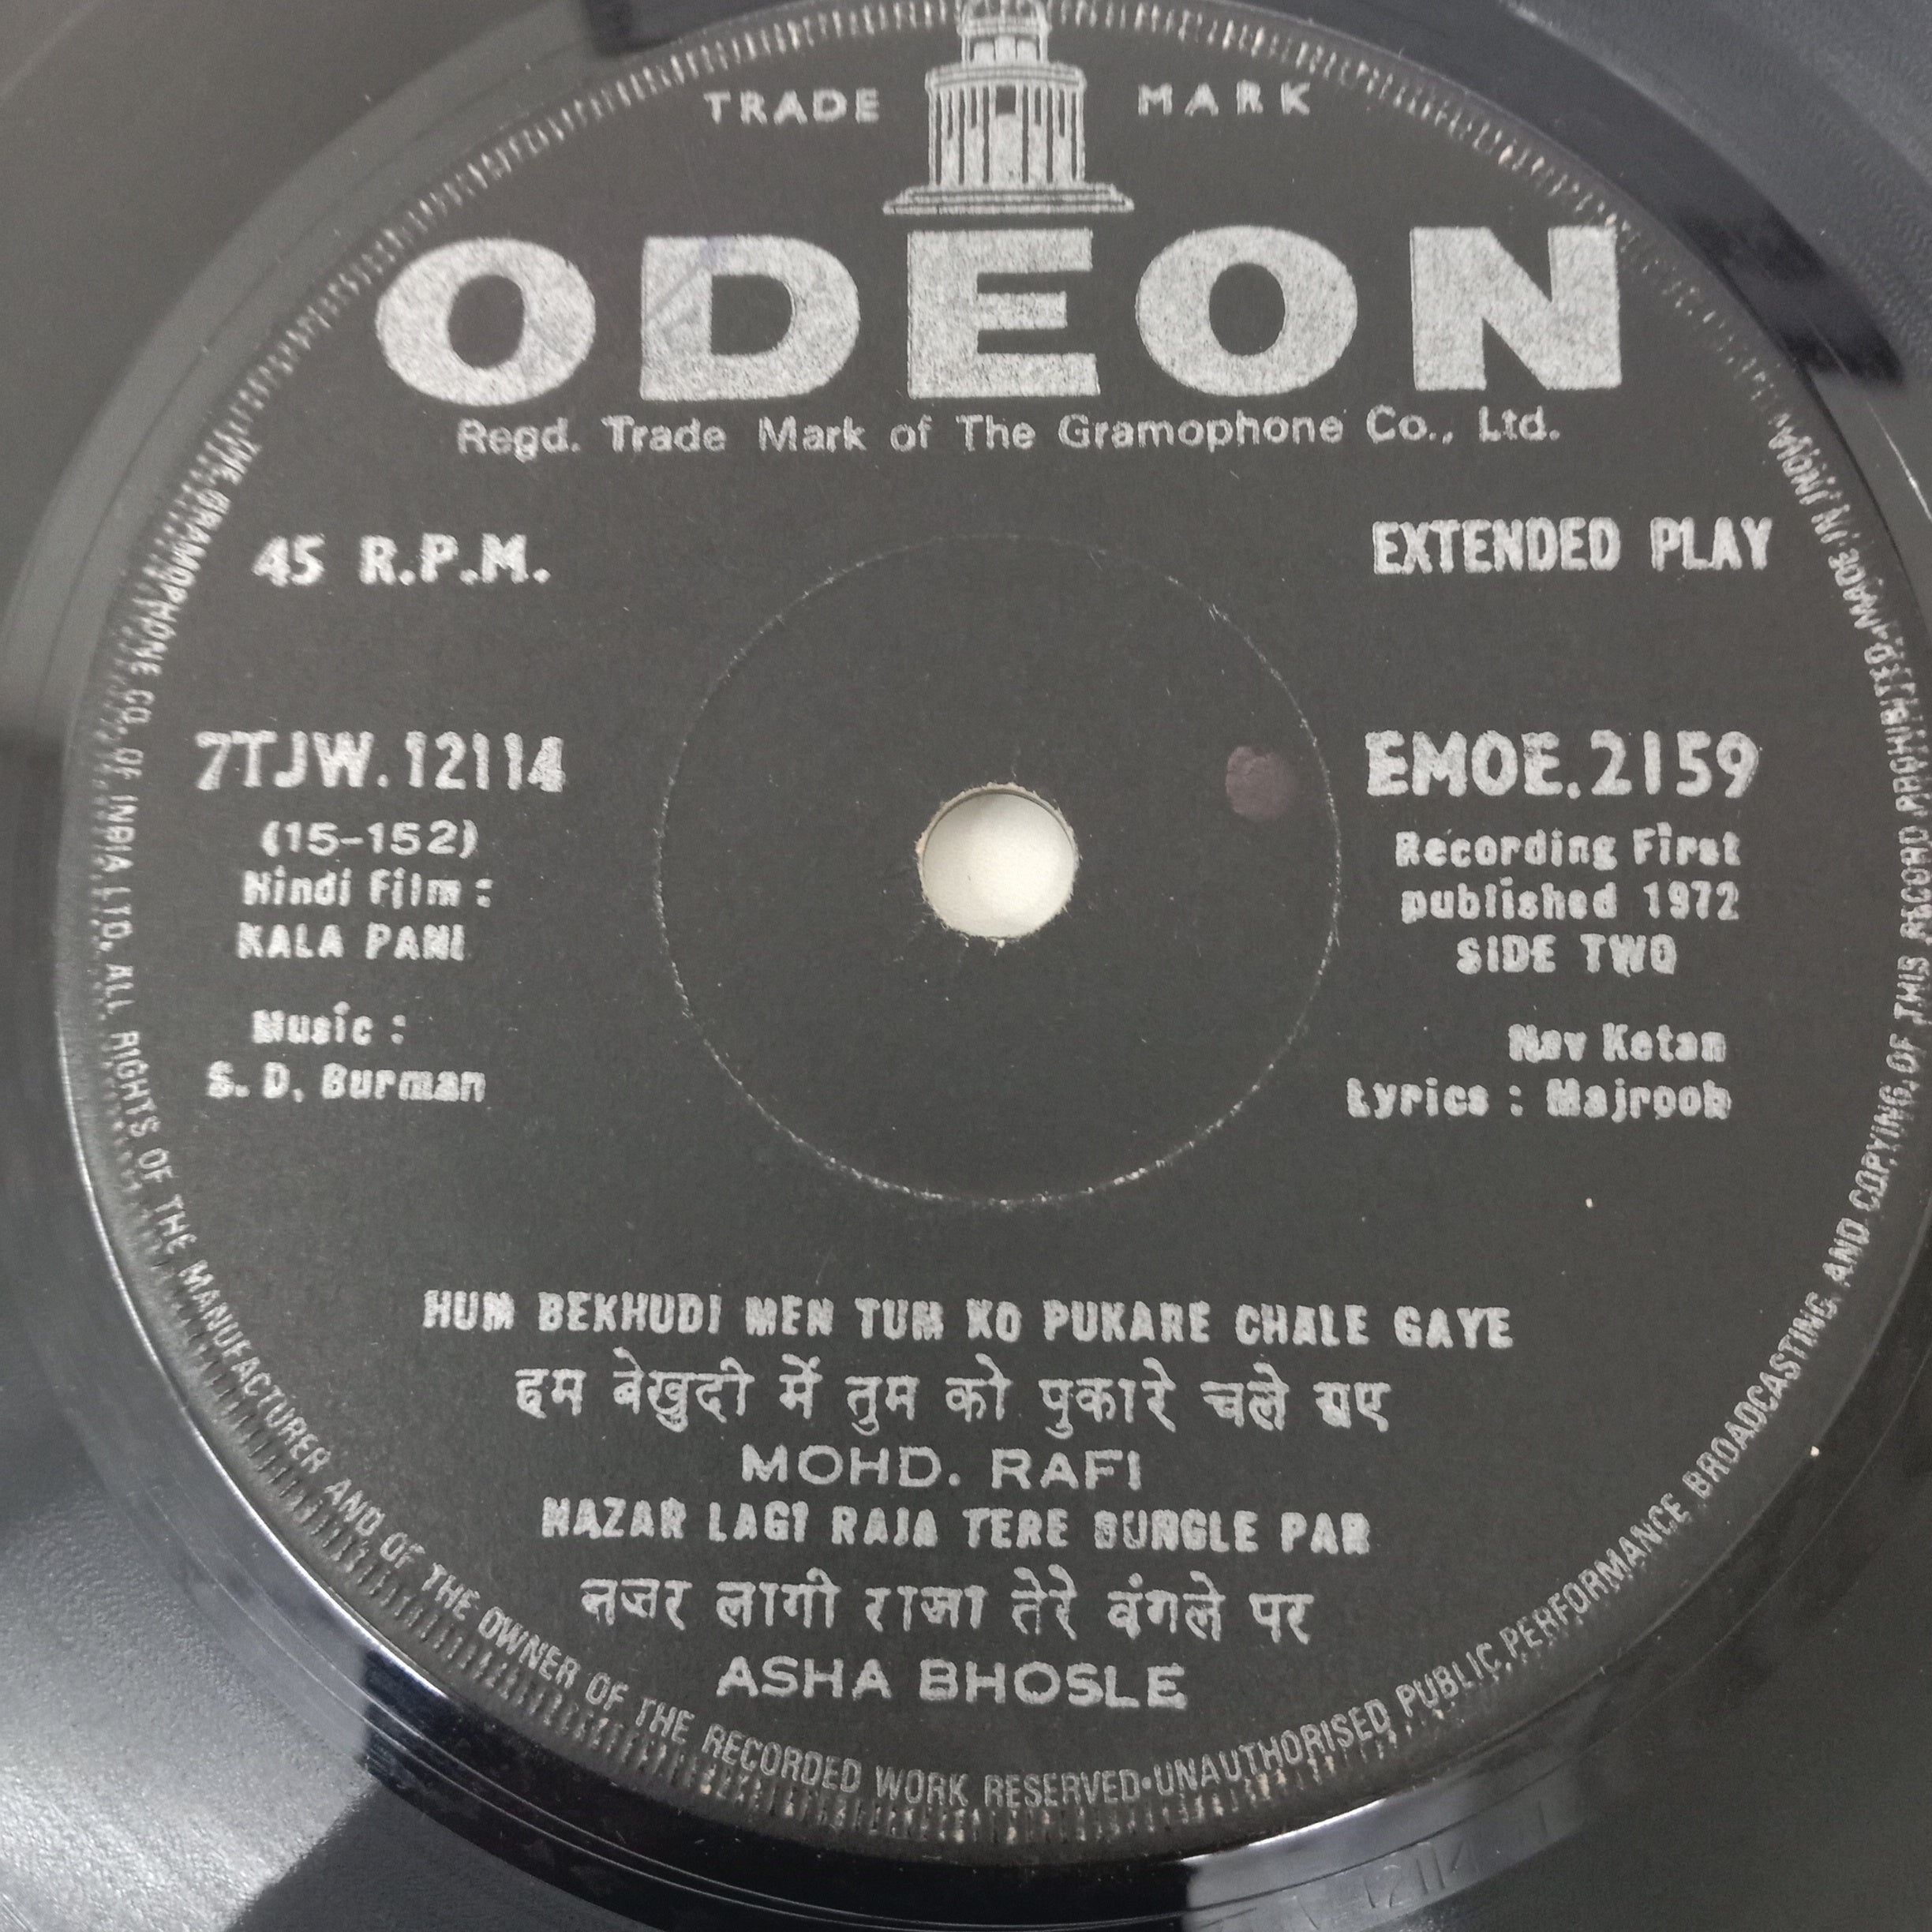 TRADE MARK
ODEON
Regd. Trade Mark of The Gramophone Co., Ltd.
45 R.P.M.
EXTENDED PLAY
7TJW.12114
(15-152)
Hindi Film :
KALA PANI
Music :
S. D. Burman
EMOE.2159
Recording First
published 1972
SIDE TWO
Nav Ketan
Lyrics : Majrooh
HUM BEKHUDI MEN TUM KO PUKARE CHALE GAYE
हम बेखुदी में तुम को पुकारे चले गए
MOHD. RAFI
NAZAR LAGI RAJA TERE BUNGLE PAR
नजर लागी राजा तेरे बंगले पर
ASHA BHOSLE
THE GRAMOPHONE CO. OF INDIA LTD. ALL RIGHTS OF THE MANUFACTURER AND OF THE OWNER OF THE RECORDED WORK RESERVED•UNAUTHORISED PUBLIC PERFORMANCE BROADCASTING AND COPYING OF THIS RECORD PROHIBITED-MADE IN INDIA